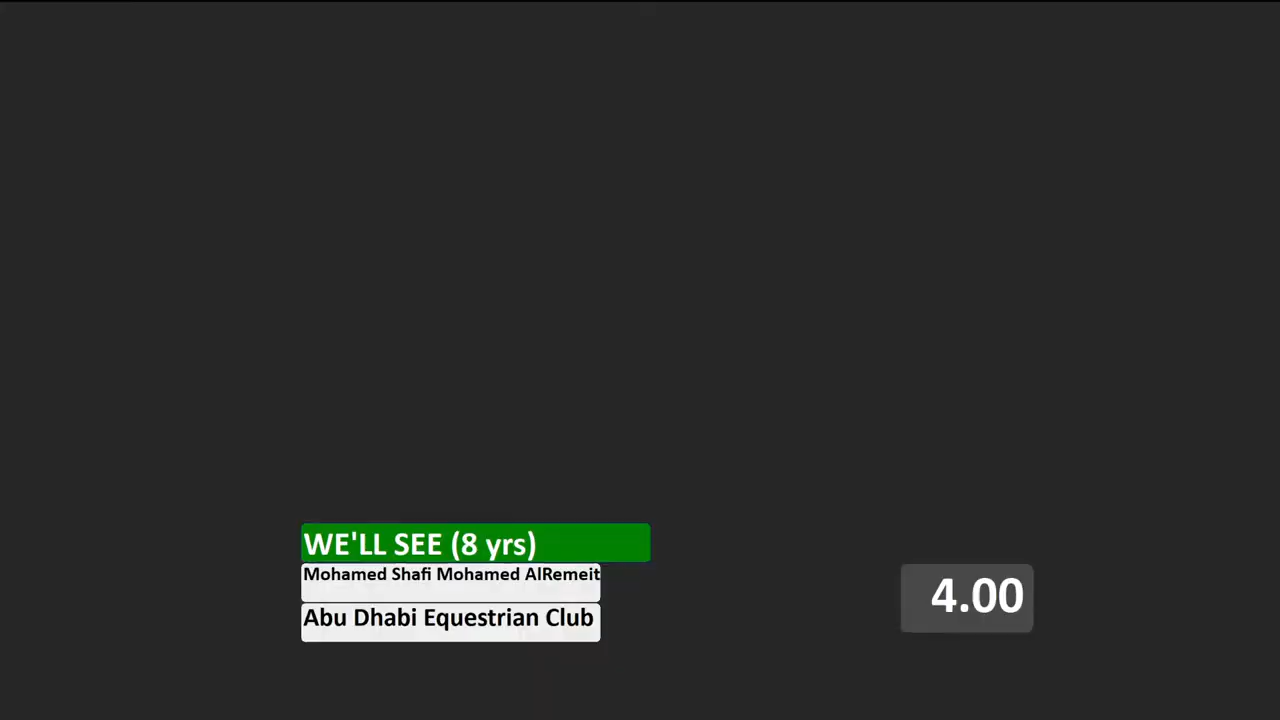 WE'LL SEE (8 yrs)
Mohamed Shafi Mohamed AlRemeit
Abu Dhabi Equestrian Club
4.00